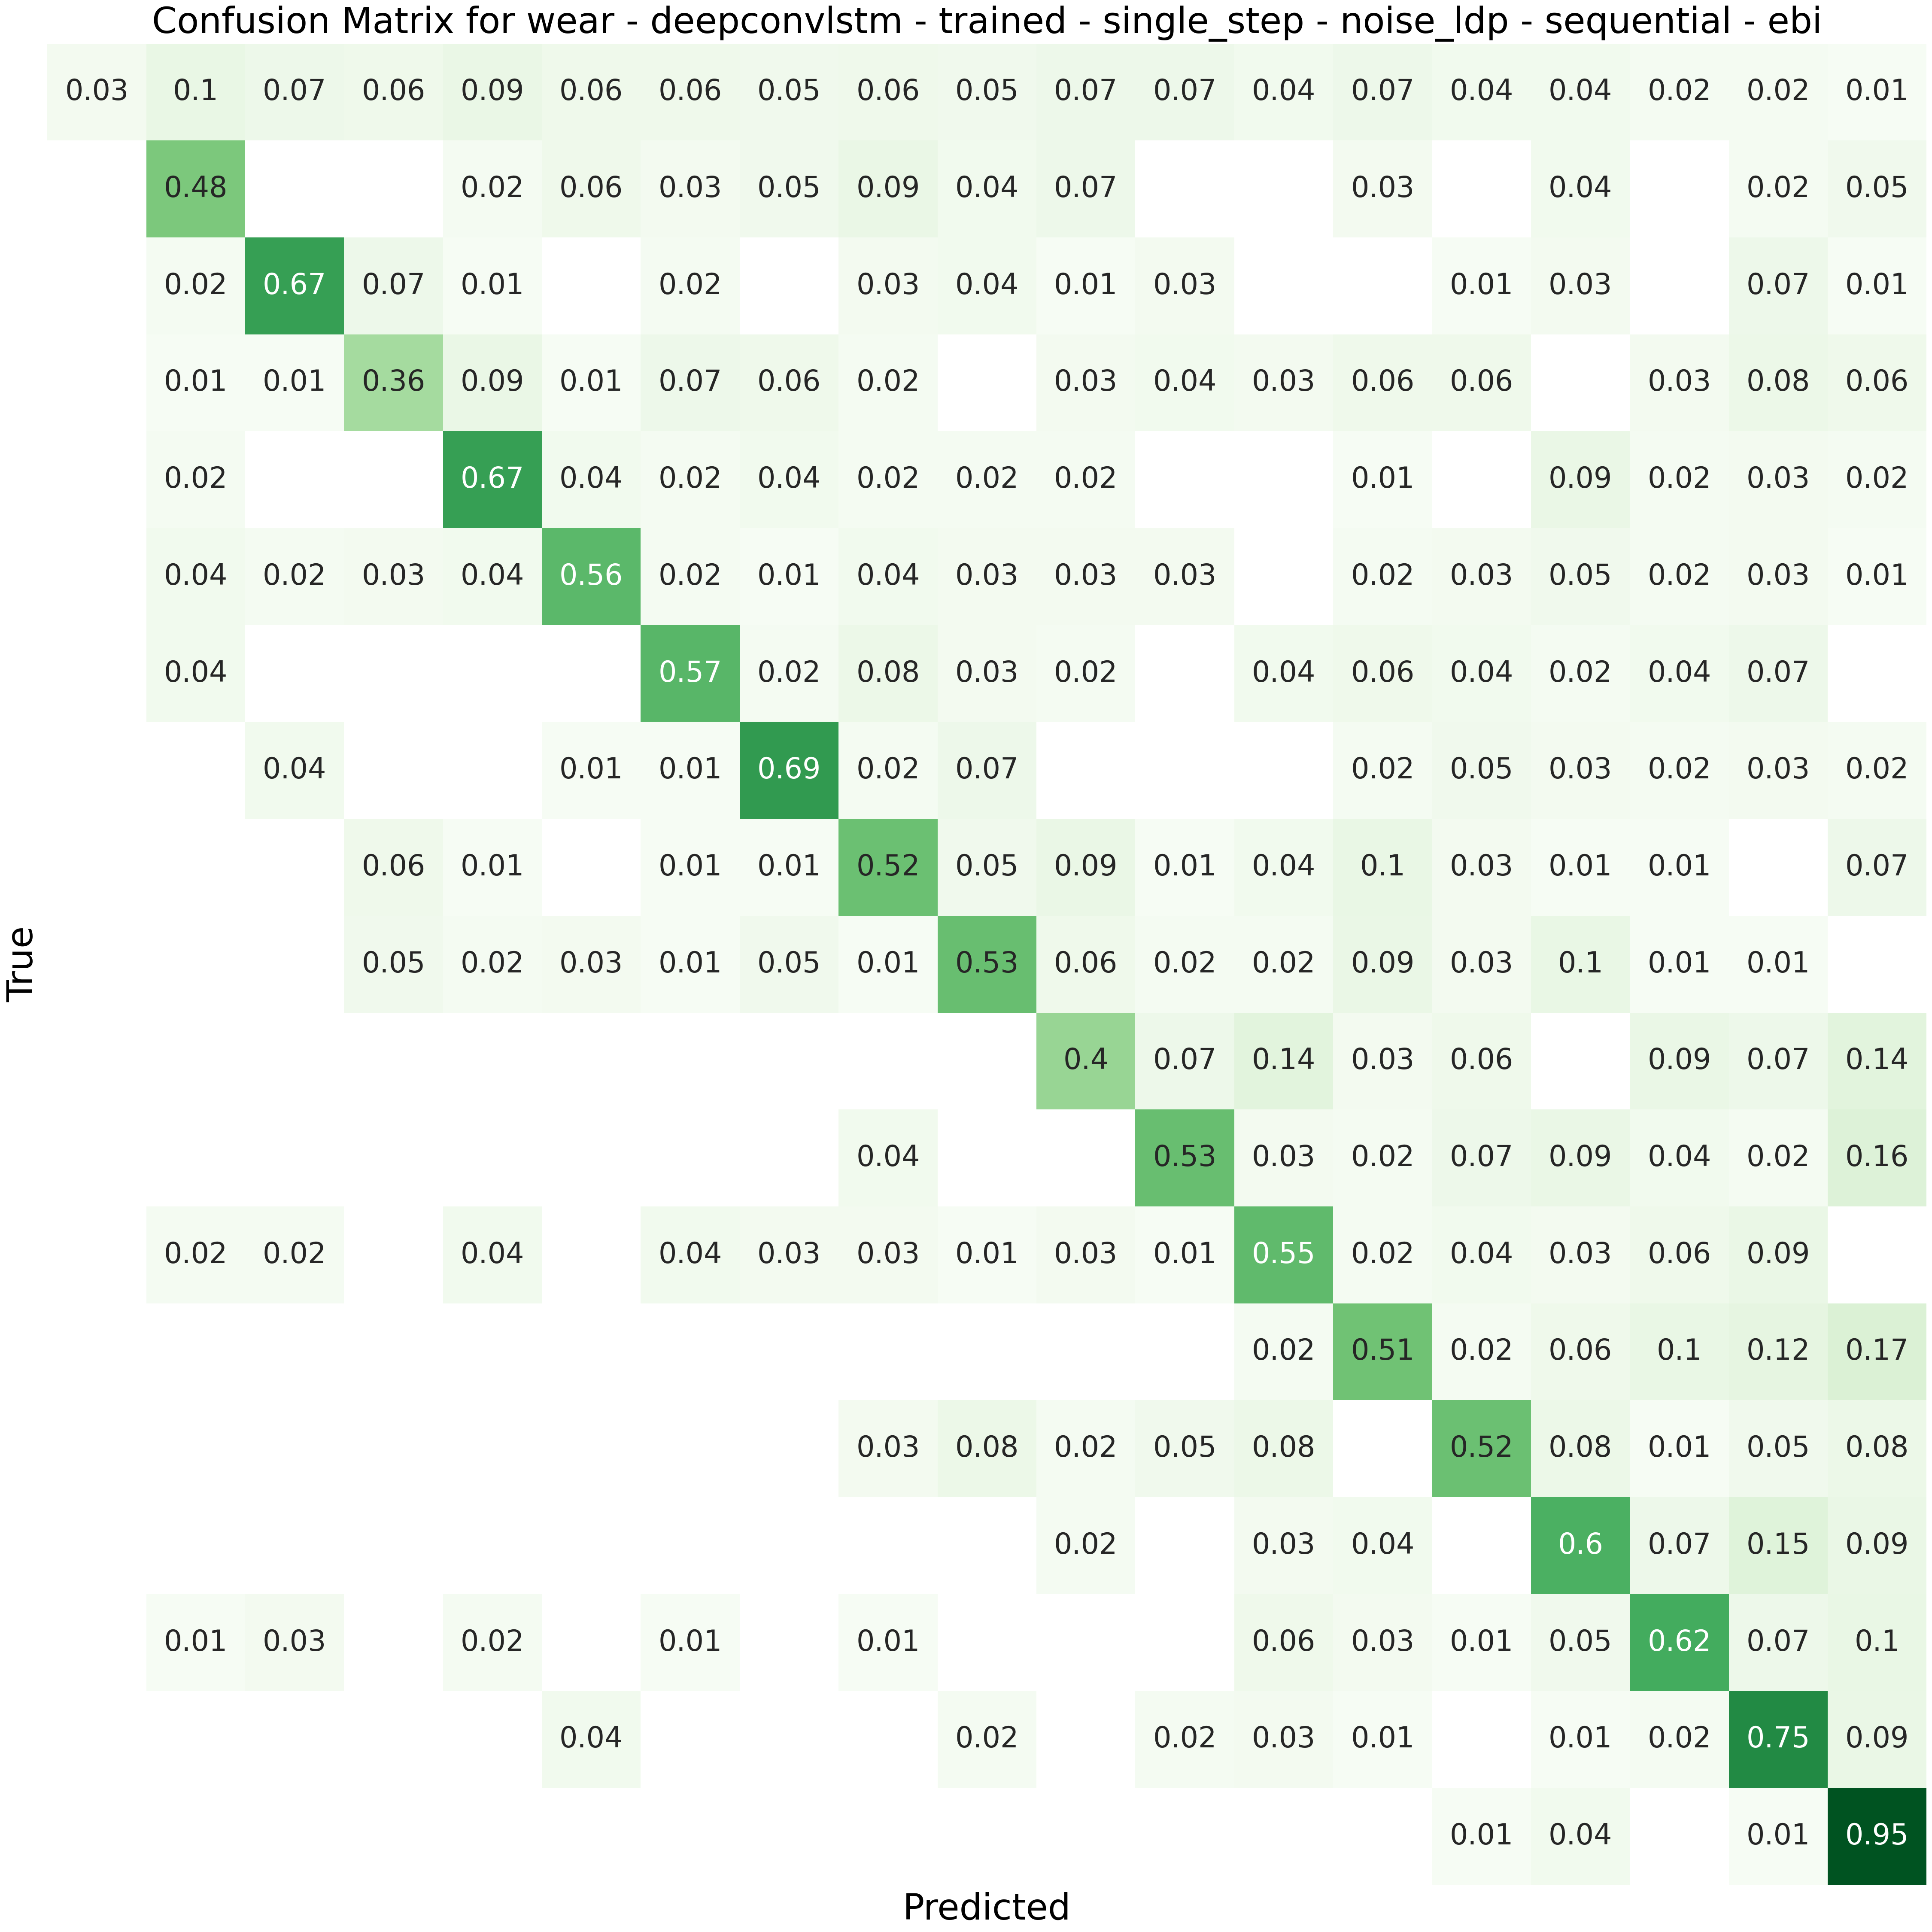 Confusion Matrix for wear - deepconvlstm - trained - single_step - noise_ldp - sequential - ebi
0.03 0.1 0.07 0.06 0.09 0.06 0.06 0.05 0.06 0.05 0.07 0.07 0.04 0.07 0.04 0.04 0.02 0.02 0.01
0.48 0.02 0.06 0.03 0.05 0.09 0.04 0.07 0.03 0.04 0.02 0.05
0.02 0.67 0.07 0.01 0.02 0.03 0.04 0.01 0.03 0.01 0.03 0.07 0.01
0.01 0.01 0.36 0.09 0.01 0.07 0.06 0.02 0.03 0.04 0.03 0.06 0.06 0.03 0.08 0.06
0.02 0.67 0.04 0.02 0.04 0.02 0.02 0.02 0.01 0.09 0.02 0.03 0.02
0.04 0.02 0.03 0.04 0.56 0.02 0.01 0.04 0.03 0.03 0.03 0.02 0.03 0.05 0.02 0.03 0.01
0.04 0.57 0.02 0.08 0.03 0.02 0.04 0.06 0.04 0.02 0.04 0.07
0.04 0.01 0.01 0.69 0.02 0.07 0.02 0.05 0.03 0.02 0.03 0.02
0.06 0.01 0.01 0.01 0.52 0.05 0.09 0.01 0.04 0.1 0.03 0.01 0.01 0.07
0.05 0.02 0.03 0.01 0.05 0.01 0.53 0.06 0.02 0.02 0.09 0.03 0.1 0.01 0.01
True
0.4 0.07 0.14 0.03 0.06 0.09 0.07 0.14
0.04 0.53 0.03 0.02 0.07 0.09 0.04 0.02 0.16
0.02 0.02 0.04 0.04 0.03 0.03 0.01 0.03 0.01 0.55 0.02 0.04 0.03 0.06 0.09
0.02 0.51 0.02 0.06 0.1 0.12 0.17
0.03 0.08 0.02 0.05 0.08 0.52 0.08 0.01 0.05 0.08
0.02 0.03 0.04 0.6 0.07 0.15 0.09
0.01 0.03 0.02 0.01 0.01 0.06 0.03 0.01 0.05 0.62 0.07 0.1
0.04 0.02 0.02 0.03 0.01 0.01 0.02 0.75 0.09
0.01 0.04 0.01 0.95
Predicted